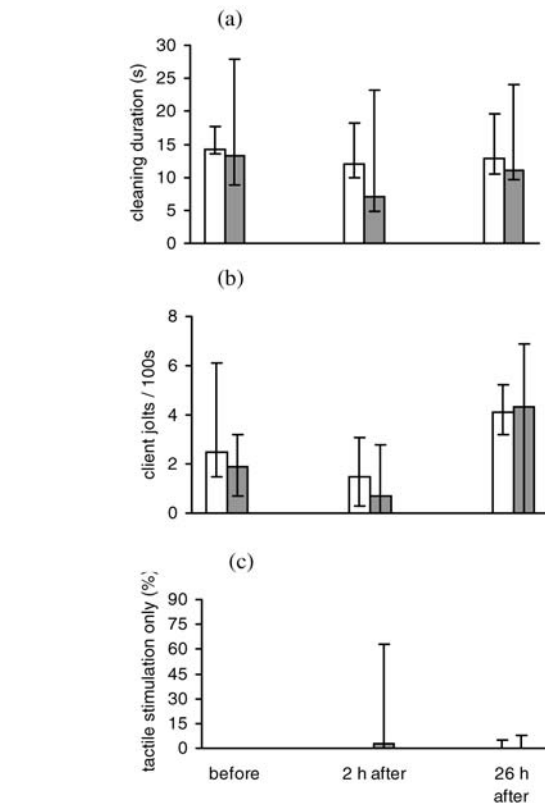 (a)
cleaning duration (s)
30
25
20
15
10
5
0
(b)
client jolts / 100s
8
6
4
2
0
(c)
tactile stimulation only (%)
90
75
60
45
30
15
0
before
2 h after
26 h
after